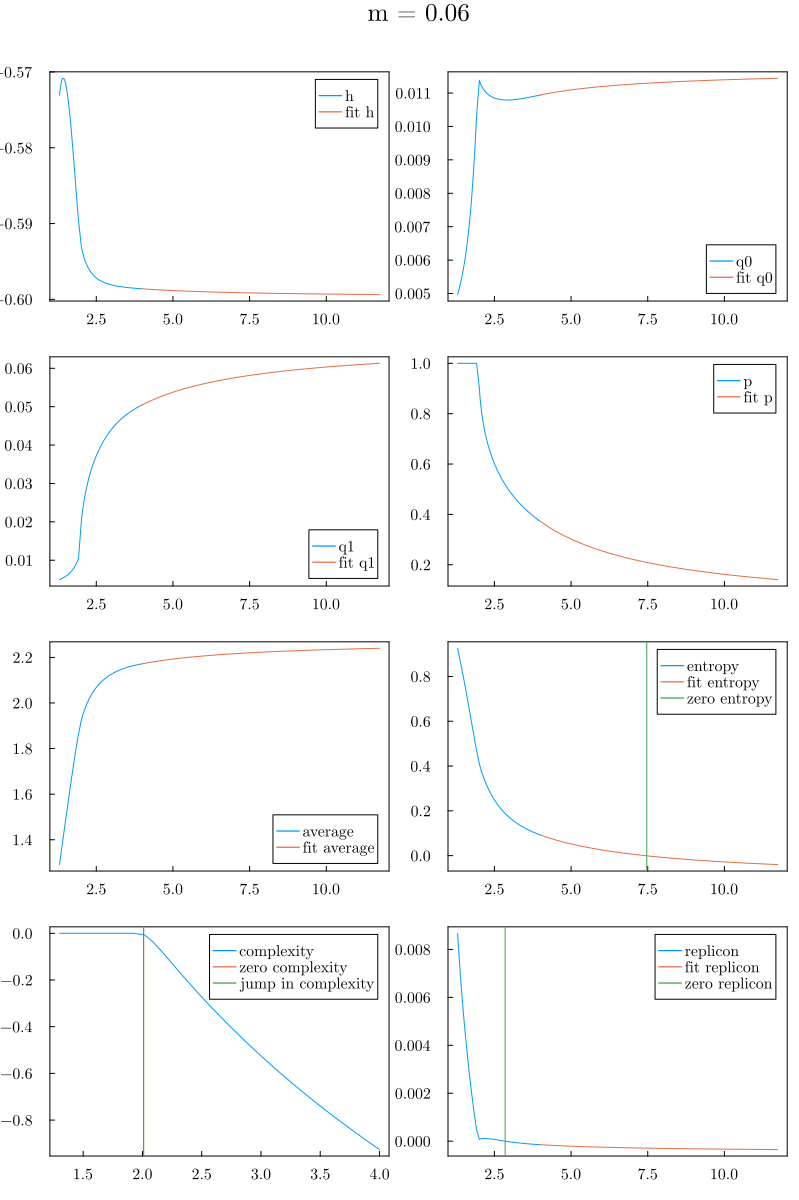 m = 0.06
-0.57
-0.58
-0.59
-0.60
2.5 5.0 7.5 10.0
h
fit h
0.011
0.010
0.009
0.008
0.007
0.006
0.005
2.5 5.0 7.5 10.0
q0
fit q0
0.06
0.05
0.04
0.03
0.02
0.01
2.5 5.0 7.5 10.0
q1
fit q1
1.0
0.8
0.6
0.4
0.2
2.5 5.0 7.5 10.0
p
fit p
2.2
2.0
1.8
1.6
1.4
2.5 5.0 7.5 10.0
average
fit average
0.8
0.6
0.4
0.2
0.0
2.5 5.0 7.5 10.0
entropy
fit entropy
zero entropy
0.0
−0.2
−0.4
−0.6
−0.8
1.5 2.0 2.5 3.0 3.5 4.0
complexity
zero complexity
jump in complexity
0.008
0.006
0.004
0.002
0.000
2.5 5.0 7.5 10.0
replicon
fit replicon
zero replicon